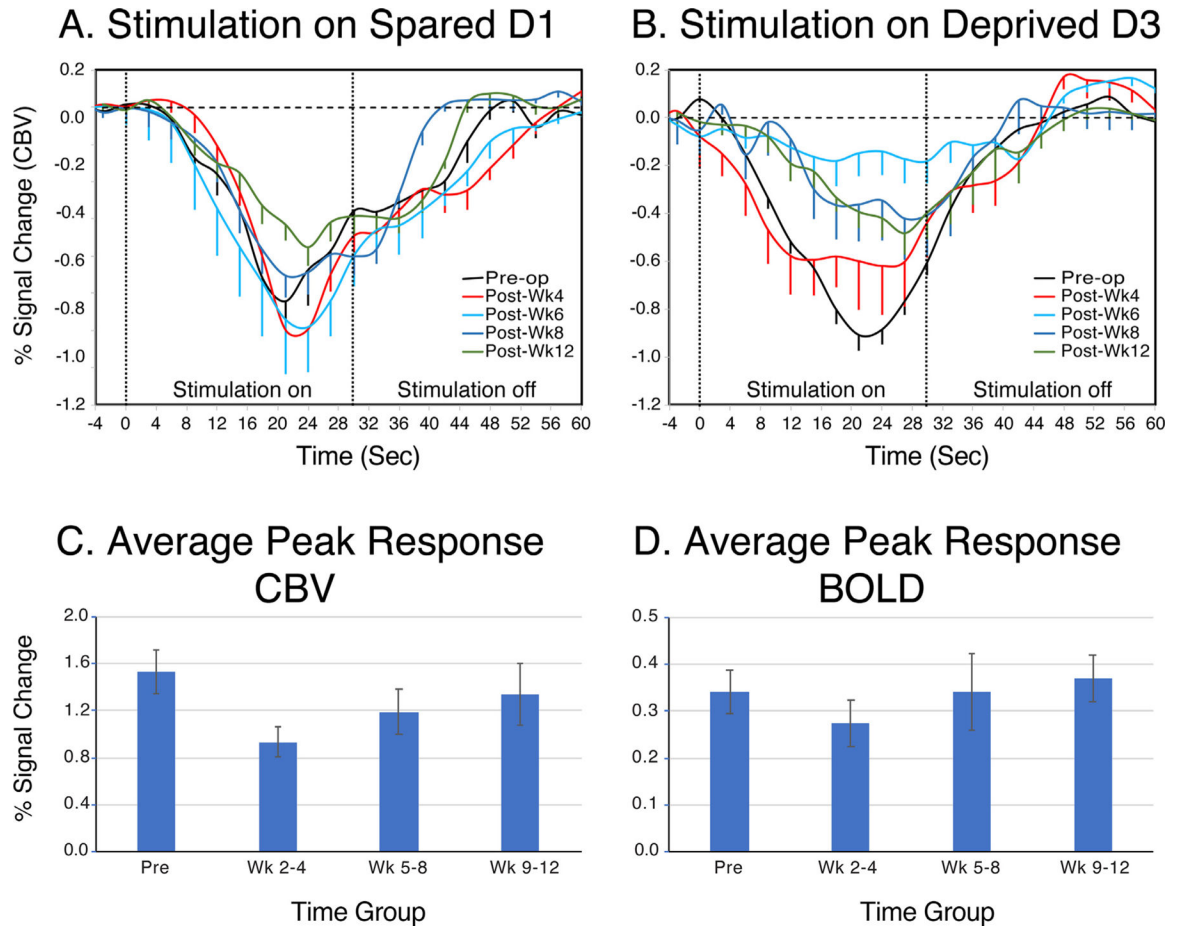 A. Stimulation on Spared D1
B. Stimulation on Deprived D3
% Signal Change (CBV)
0.2
0.0
-0.2
-0.4
-0.6
-0.8
-1.0
-1.2
Pre-op
Post-Wk4
Post-Wk6
Post-Wk8
Post-Wk12
Stimulation on
Stimulation off
-4 0 4 8 12 16 20 24 28 32 36 40 44 48 52 56 60
Time (Sec)
0.2
0.0
-0.2
-0.4
-0.6
-0.8
-1.0
-1.2
Pre-op
Post-Wk4
Post-Wk6
Post-Wk8
Post-Wk12
Stimulation on
Stimulation off
-4 0 4 8 12 16 21 24 28 32 36 40 44 48 52 56 60
Time (Sec)
C. Average Peak Response
CBV
% Signal Change
2.0
1.6
1.2
0.8
0.4
0.0
Pre Wk 2-4 Wk 5-8 Wk 9-12
Time Group
D. Average Peak Response
BOLD
0.5
0.4
0.3
0.2
0.1
0.0
Pre Wk 2-4 Wk 5-8 Wk 9-12
Time Group